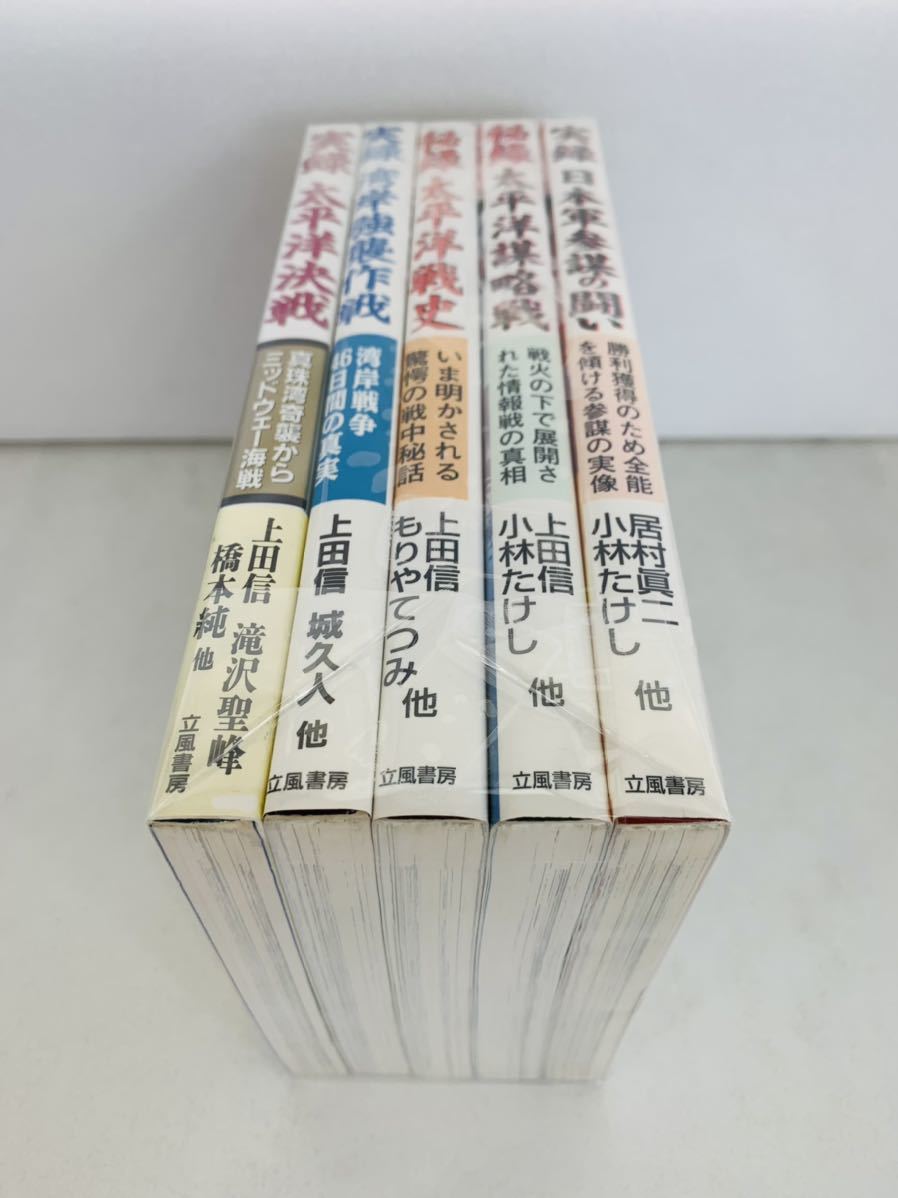 実録 太平洋決戦
真珠湾奇襲から
ミッドウェー海戦
上田信 滝沢聖峰
橋本純 他
立風書房
実録 湾岸強襲作戦
湾岸戦争
46日間の真実
上田信 城久人 他
立風書房
秘録 太平洋戦史
いま明かされる
驚愕の戦中秘話
上田信
もりやてつみ 他
立風書房
秘録 太平洋謀略戦
戦火の下で展開さ
れた情報戦の真相
上田信
小林たけし 他
立風書房
実録 日本軍参謀の闘い
勝利獲得のため全能
を傾ける参謀の実像
居村眞二
小林たけし 他
立風書房